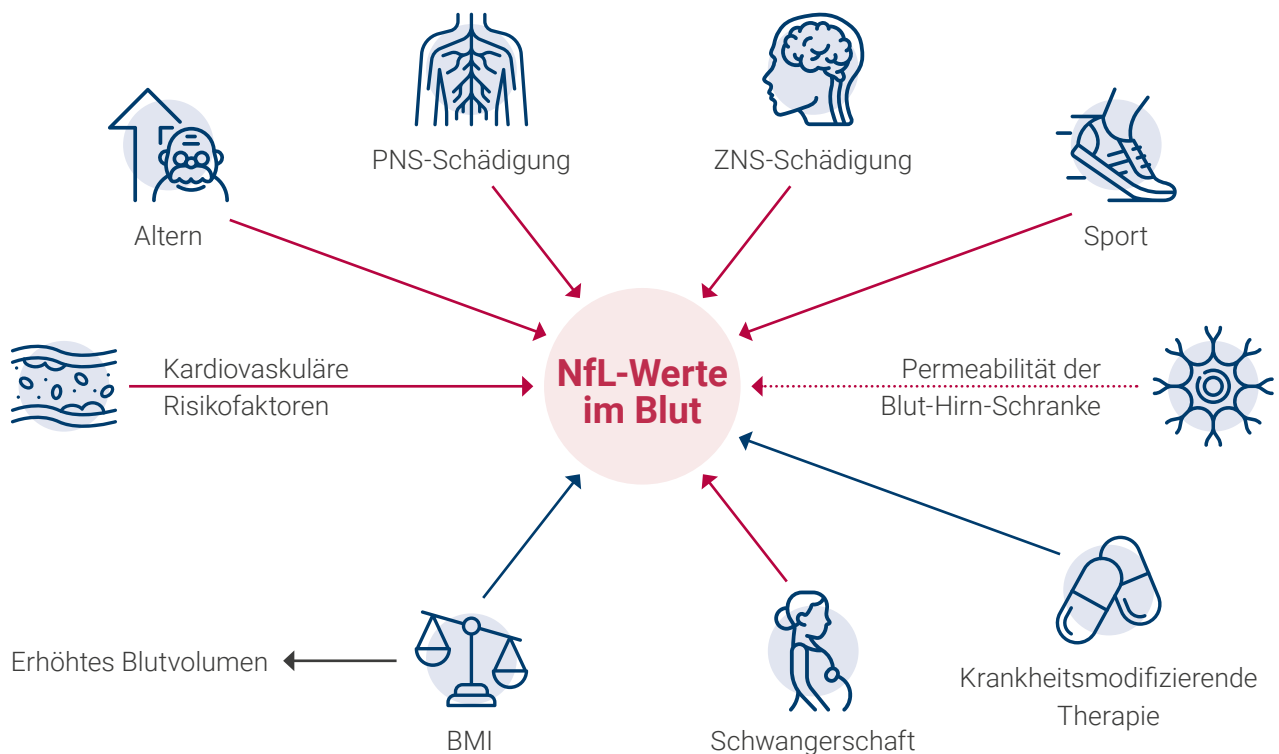 PNS-Schädigung
ZNS-Schädigung
Altern
Sport
Kardiovaskuläre
Risikofaktoren
NfL-Werte
im Blut
Permeabilität der
Blut-Hirn-Schranke
Erhöhtes Blutvolumen
BMI
Schwangerschaft
Krankheitsmodifizierende
Therapie